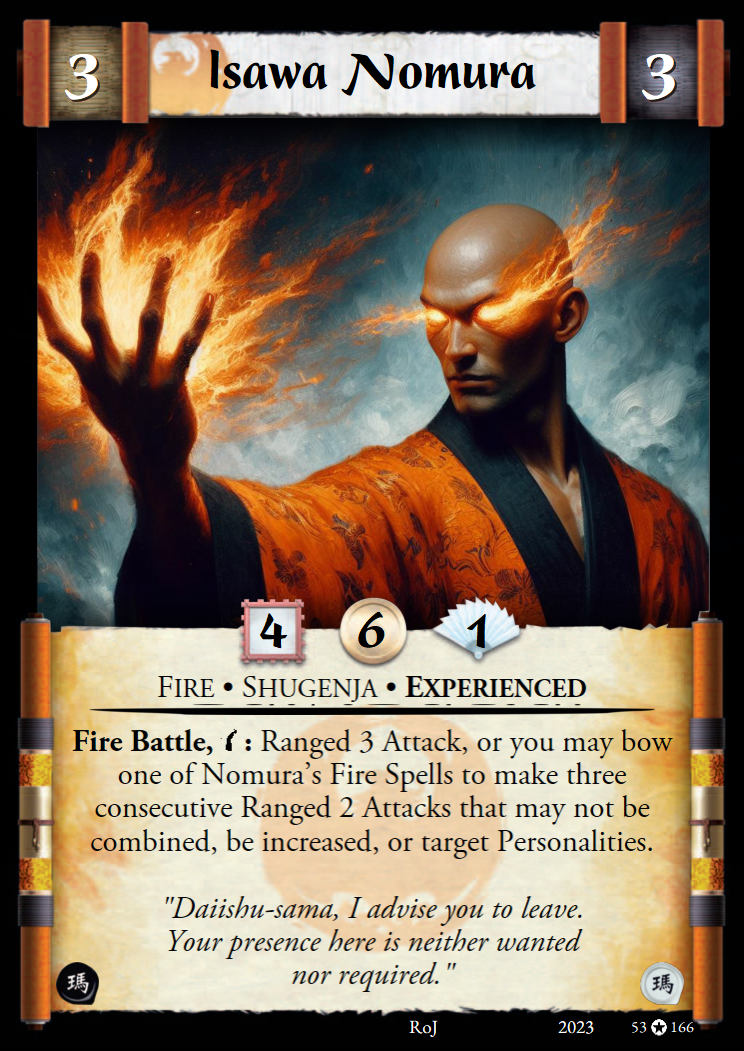 3
Isawa Nomura
3
4
6
1
FIRE • SHUGENJA • EXPERIENCED
Fire Battle, : Ranged 3 Attack, or you may bow
one of Nomura's Fire Spells to make three
consecutive Ranged 2 Attacks that may not be
combined, be increased, or target Personalities.
"Daiishu-sama, I advise you to leave.
Your presence here is neither wanted
nor required."
瑪
瑪
RoJ
2023
53 ✪ 166